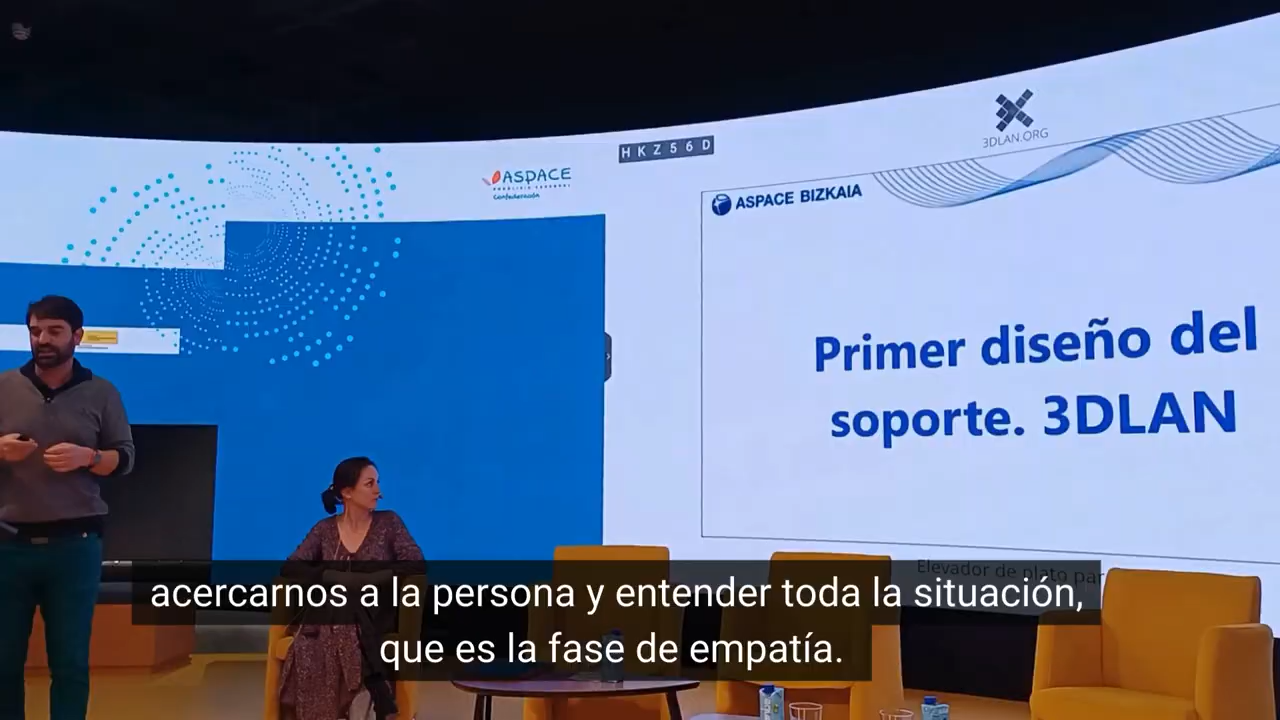 3DLAN.ORG
HKZ56D
ASPACE
Confederación
ASPACE BIZKAIA
Primer diseño del
soporte. 3DLAN
Elevador de plato par
acercarnos a la persona y entender toda la situación,
que es la fase de empatía.